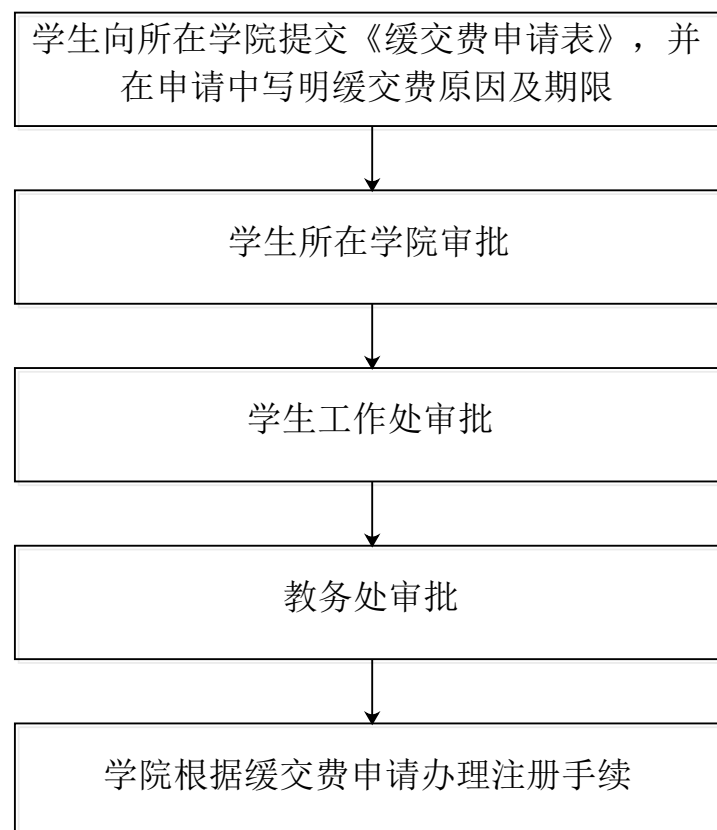 学生向所在学院提交《缓交费申请表》，并
在申请中写明缓交费原因及期限
学生所在学院审批
学生工作处审批
教务处审批
学院根据缓交费申请办理注册手续